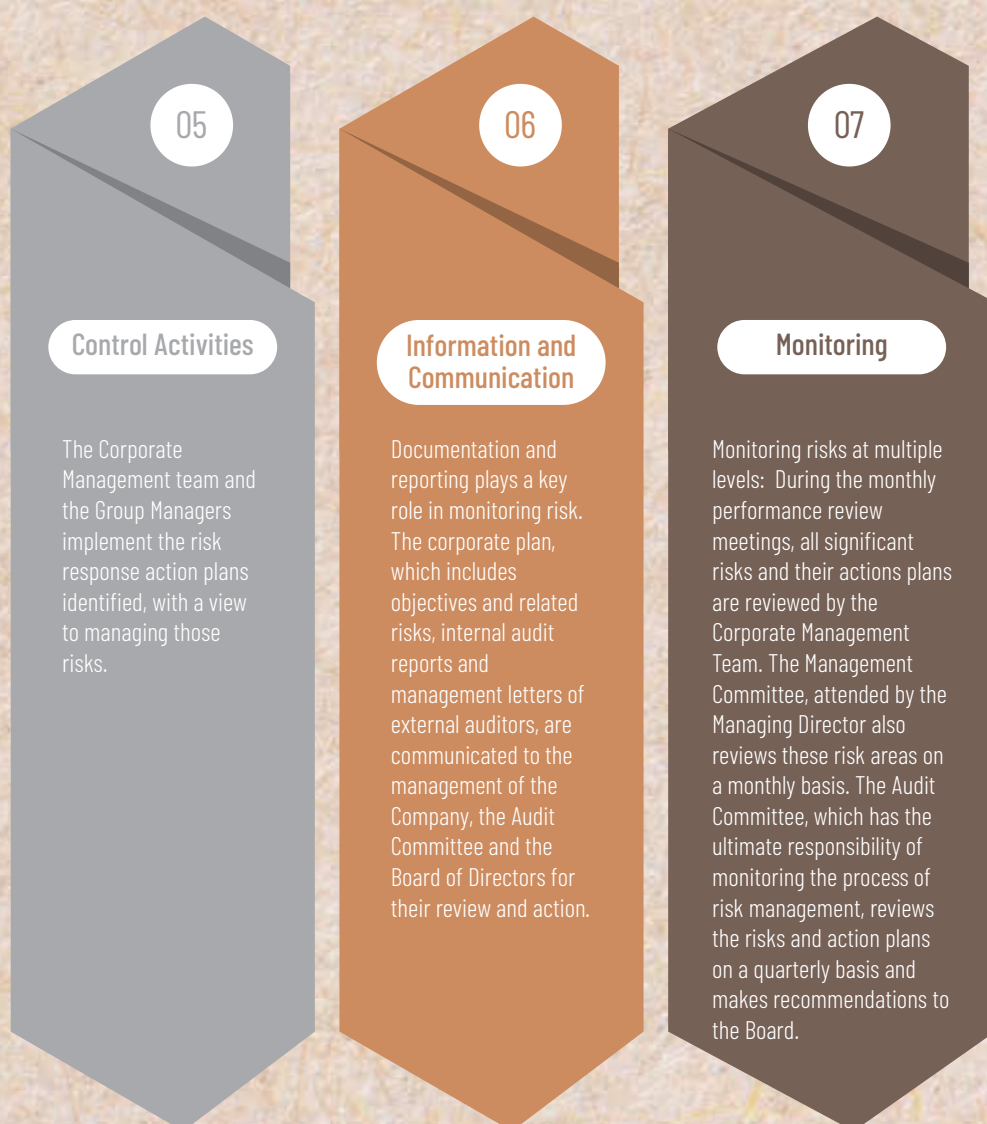 05
Control Activities
The Corporate
Management team and
the Group Managers
implement the risk
response action plans
identified, with a view
to managing those
risks.
06
Information and
Communication
Documentation and
reporting plays a key
role in monitoring risk.
The corporate plan,
which includes
objectives and related
risks, internal audit
reports and
management letters of
external auditors, are
communicated to the
management of the
Company, the Audit
Committee and the
Board of Directors for
their review and action.
07
Monitoring
Monitoring risks at multiple
levels: During the monthly
performance review
meetings, all significant
risks and their actions plans
are reviewed by the
Corporate Management
Team. The Management
Committee, attended by the
Managing Director also
reviews these risk areas on
a monthly basis. The Audit
Committee, which has the
ultimate responsibility of
monitoring the process of
risk management, reviews
the risks and action plans
on a quarterly basis and
makes recommendations to
the Board.